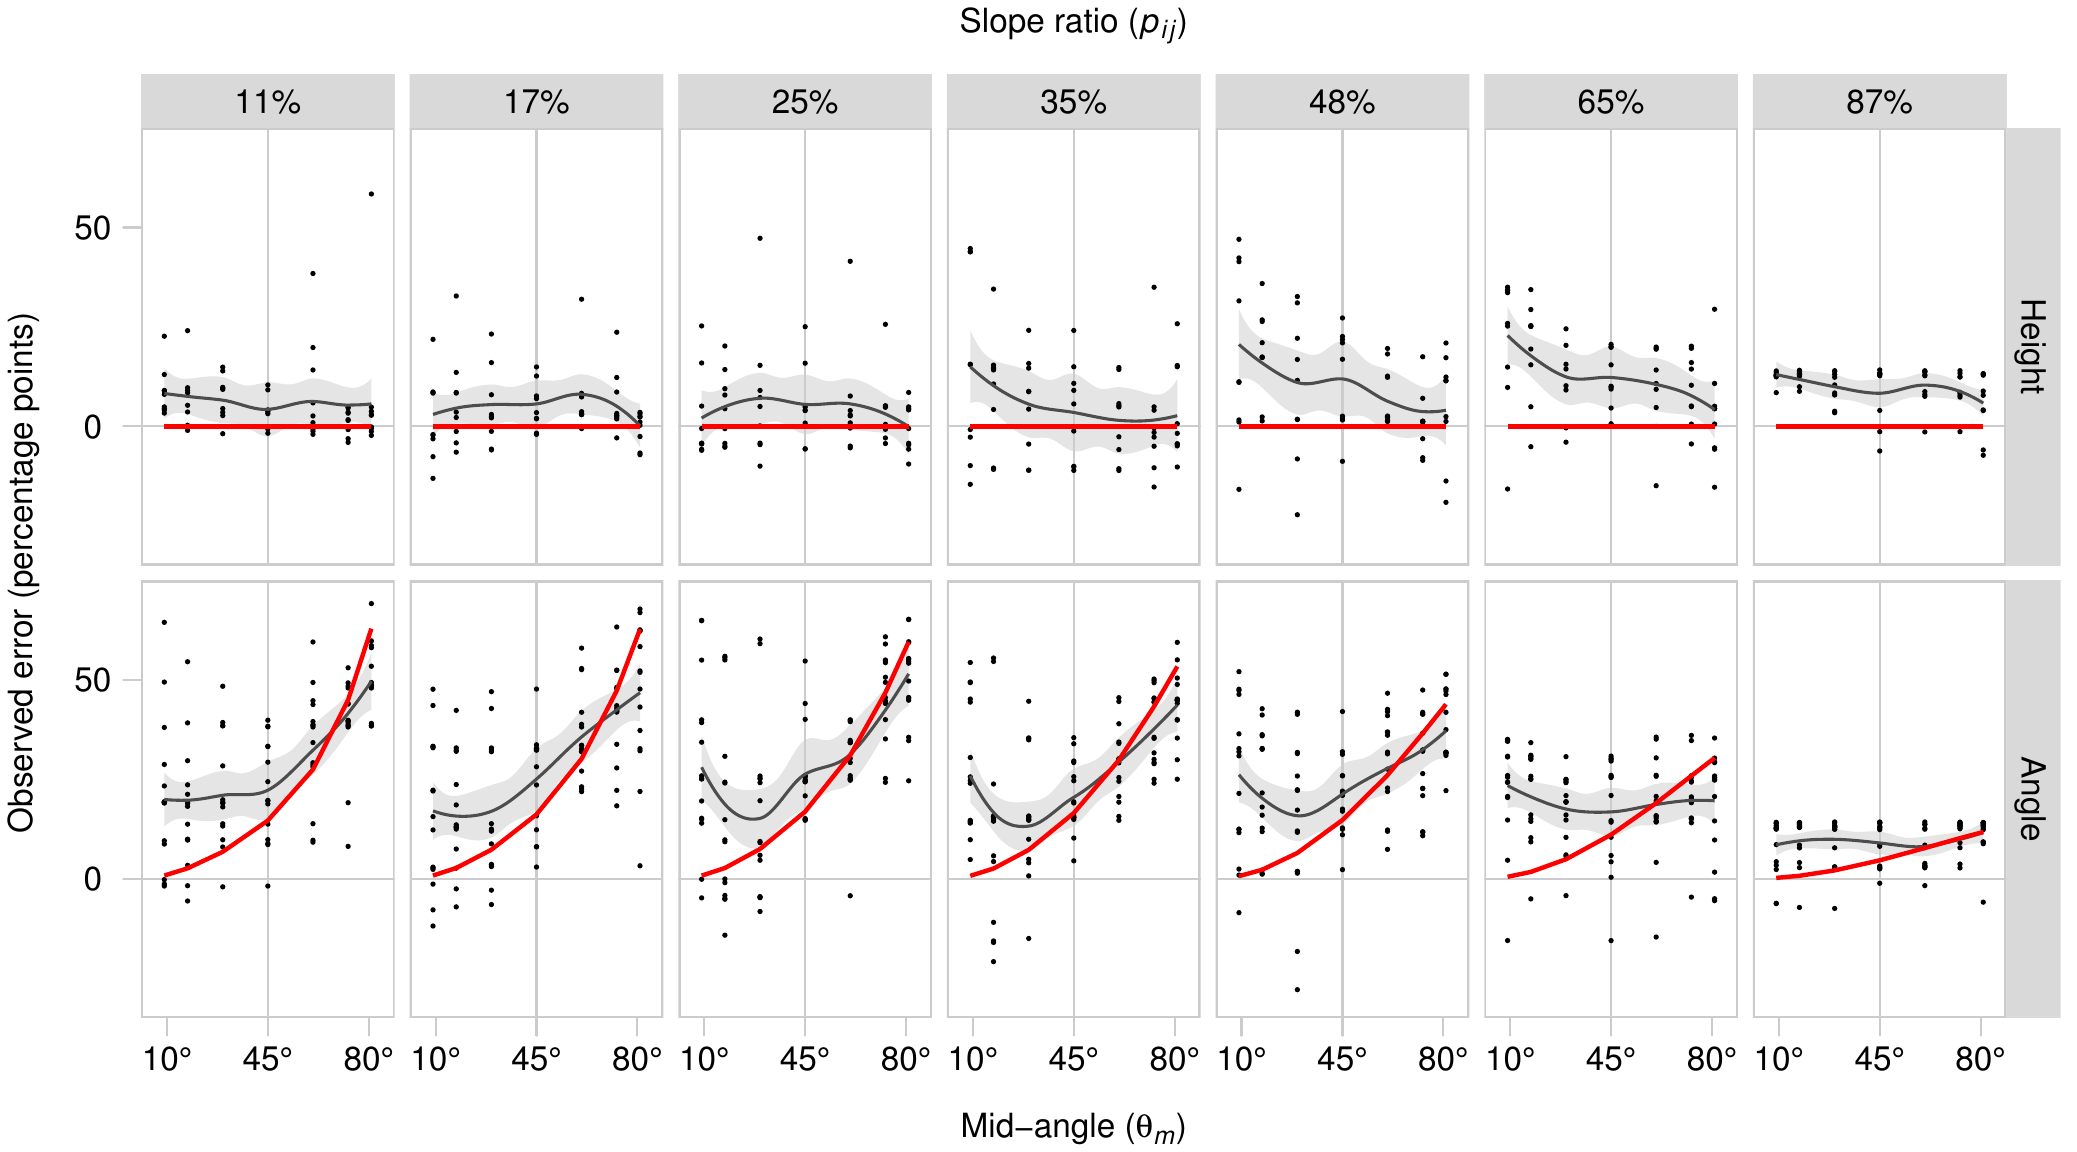 Slope ratio (pij)
11% 17% 25% 35% 48% 65% 87%
Observed error (percentage points)
50
0
Height
50
0
Angle
10° 45° 80° 10° 45° 80° 10° 45° 80° 10° 45° 80° 10° 45° 80° 10° 45° 80° 10° 45° 80°
Mid−angle (θm)